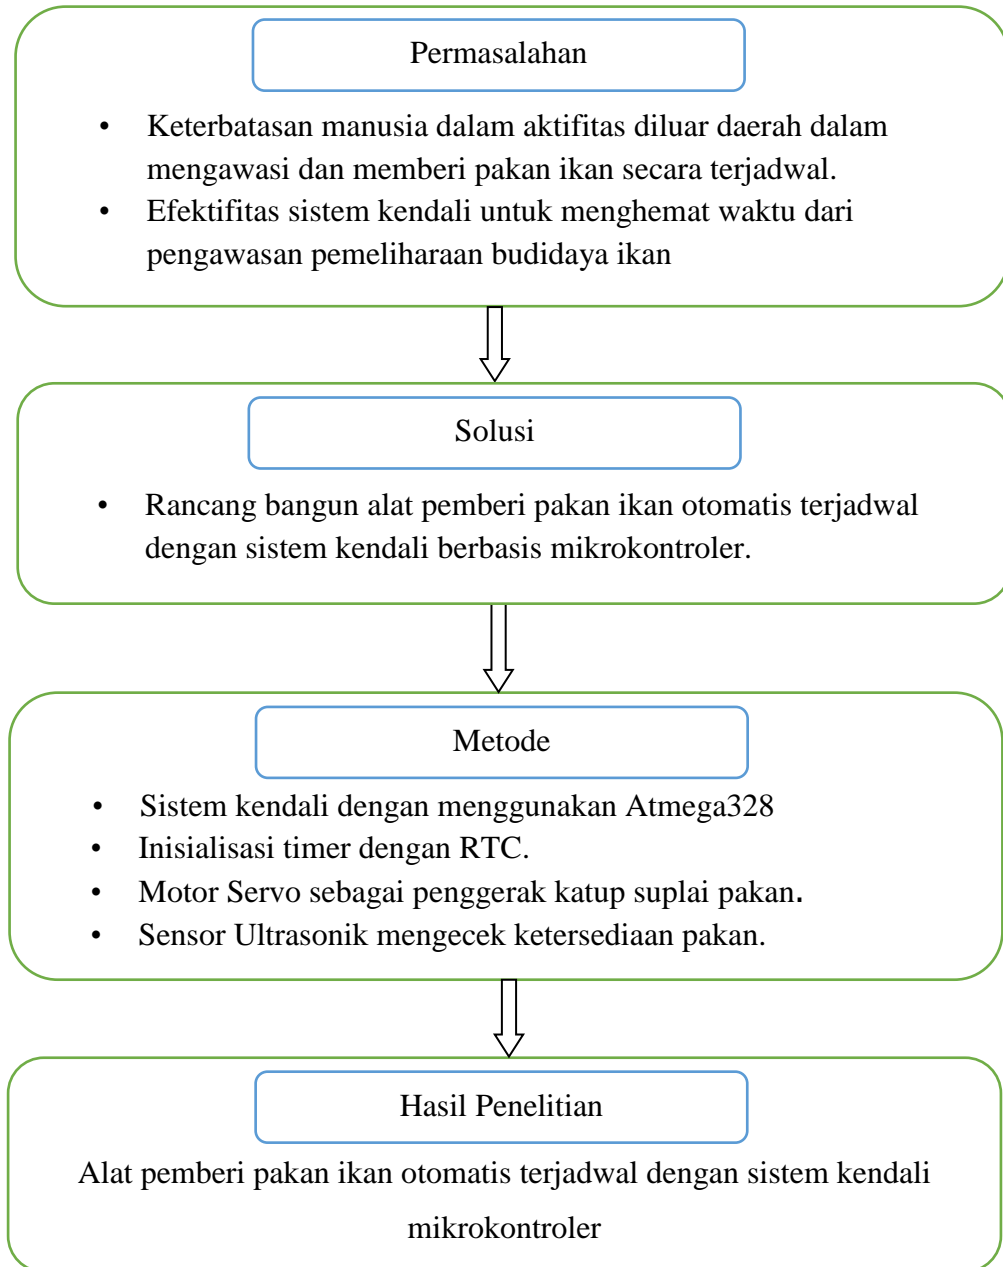 Permasalahan
• Keterbatasan manusia dalam aktifitas diluar daerah dalam
mengawasi dan memberi pakan ikan secara terjadwal.
• Efektifitas sistem kendali untuk menghemat waktu dari
pengawasan pemeliharaan budidaya ikan
Solusi
• Rancang bangun alat pemberi pakan ikan otomatis terjadwal
dengan sistem kendali berbasis mikrokontroler.
Metode
• Sistem kendali dengan menggunakan Atmega328
• Inisialisasi timer dengan RTC.
• Motor Servo sebagai penggerak katup suplai pakan.
• Sensor Ultrasonik mengecek ketersediaan pakan.
Hasil Penelitian
Alat pemberi pakan ikan otomatis terjadwal dengan sistem kendali
mikrokontroler